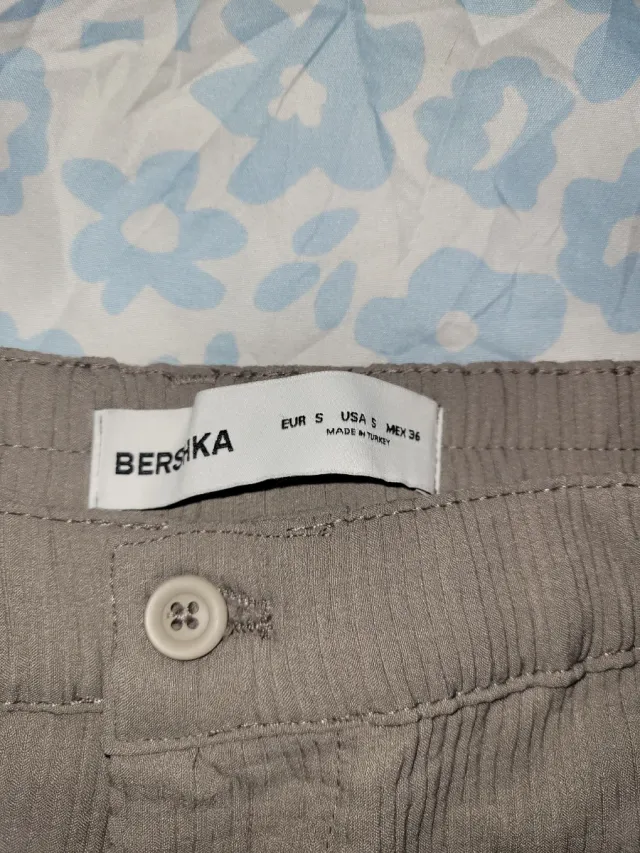 BERSHKA
EUR S USA S MEX 36
MADE IN TURKEY